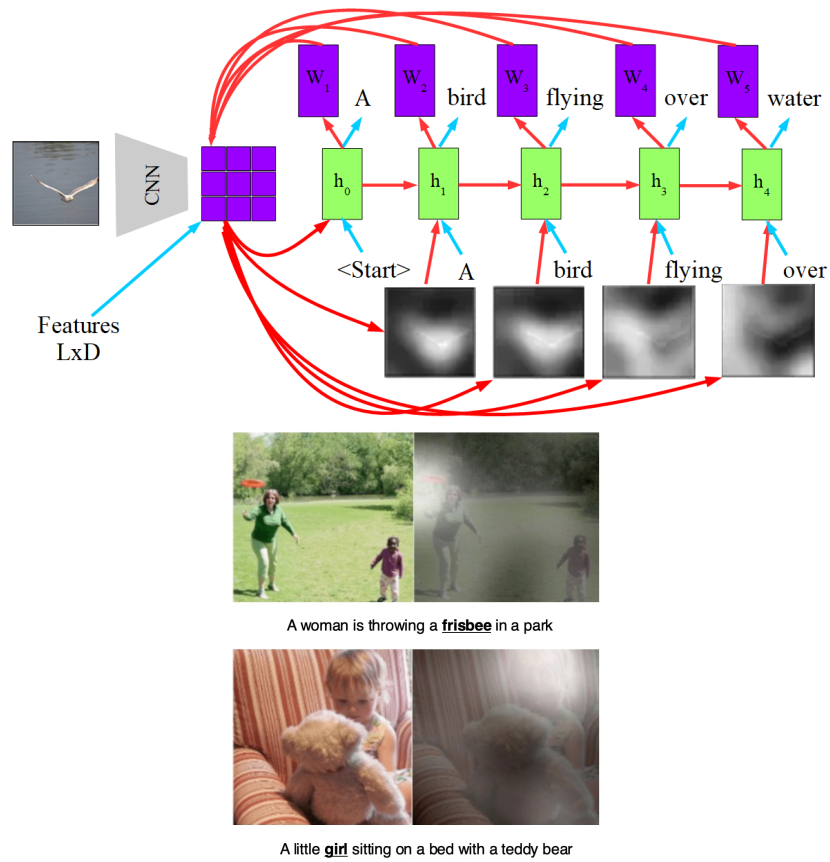 W1 W2 W3 W4 W5
A bird flying over water
CNN
h0 h1 h2 h3 h4
<Start> A bird flying over
Features
LxD
A woman is throwing a frisbee in a park
A little girl sitting on a bed with a teddy bear